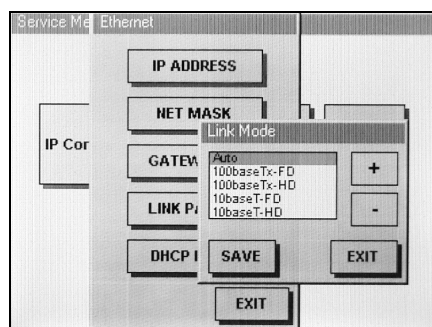 Service Me
Ethernet
IP ADDRESS
NET MASK
Link Mode
IP Cor
GATEW
Auto
100baseTx-FD
100baseTx-HD
10baseT-FD
10baseT-HD
+
-
LINK P
DHCP
SAVE
EXIT
EXIT